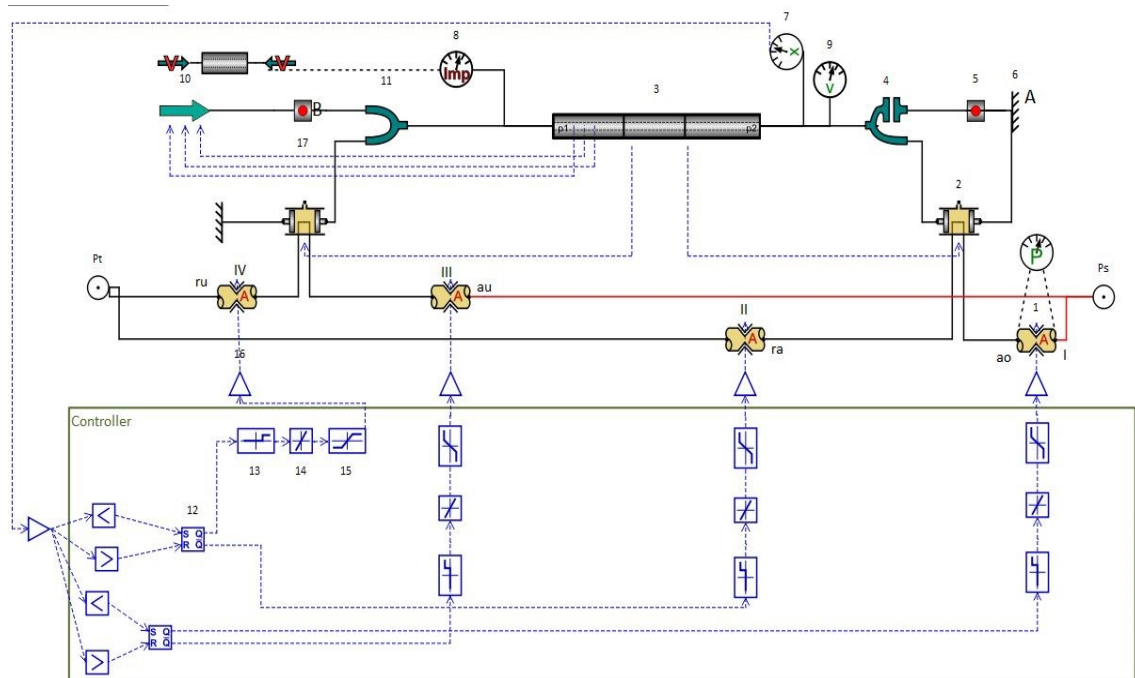 7
8
9
10
V
V
Imp
X
V
11
3
4
5
6
B
p1
p2
A
17
2
Pt
P
Ps
ru
IV
III
au
II
1
A
A
A
A
ra
ao
I
16
Controller
13
14
15
12
<
S Q
R Q
>
<
S Q
R Q
>